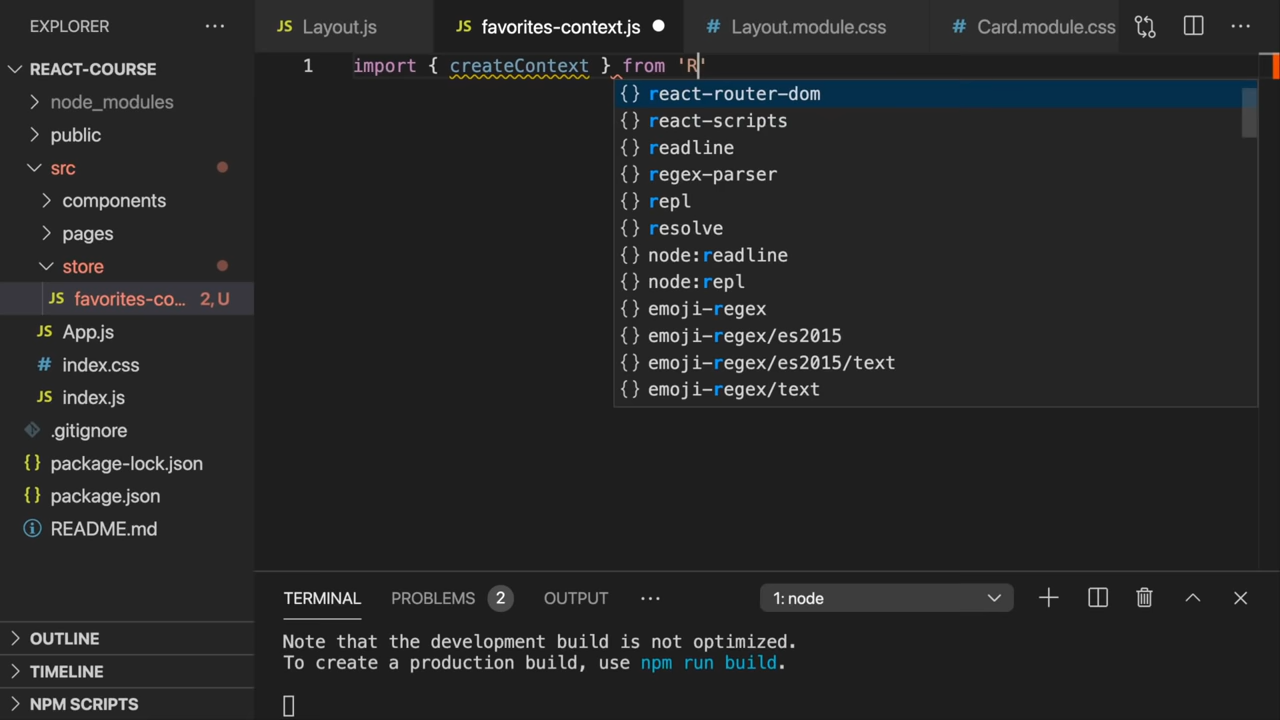 EXPLORER ···
REACT-COURSE
node_modules
public
src
components
pages
store
JS favorites-co... 2, U
JS App.js
# index.css
JS index.js
.gitignore
{} package-lock.json
{} package.json
README.md
OUTLINE
TIMELINE
NPM SCRIPTS
JS Layout.js
JS favorites-context.js
# Layout.module.css
# Card.module.css
···
1 import { createContext } from 'R'
{} react-router-dom
{} react-scripts
{} readline
{} regex-parser
{} repl
{} resolve
{} node:readline
{} node:repl
{} emoji-regex
{} emoji-regex/es2015
{} emoji-regex/es2015/text
{} emoji-regex/text
TERMINAL PROBLEMS 2 OUTPUT ··· 1: node
Note that the development build is not optimized.
To create a production build, use npm run build.